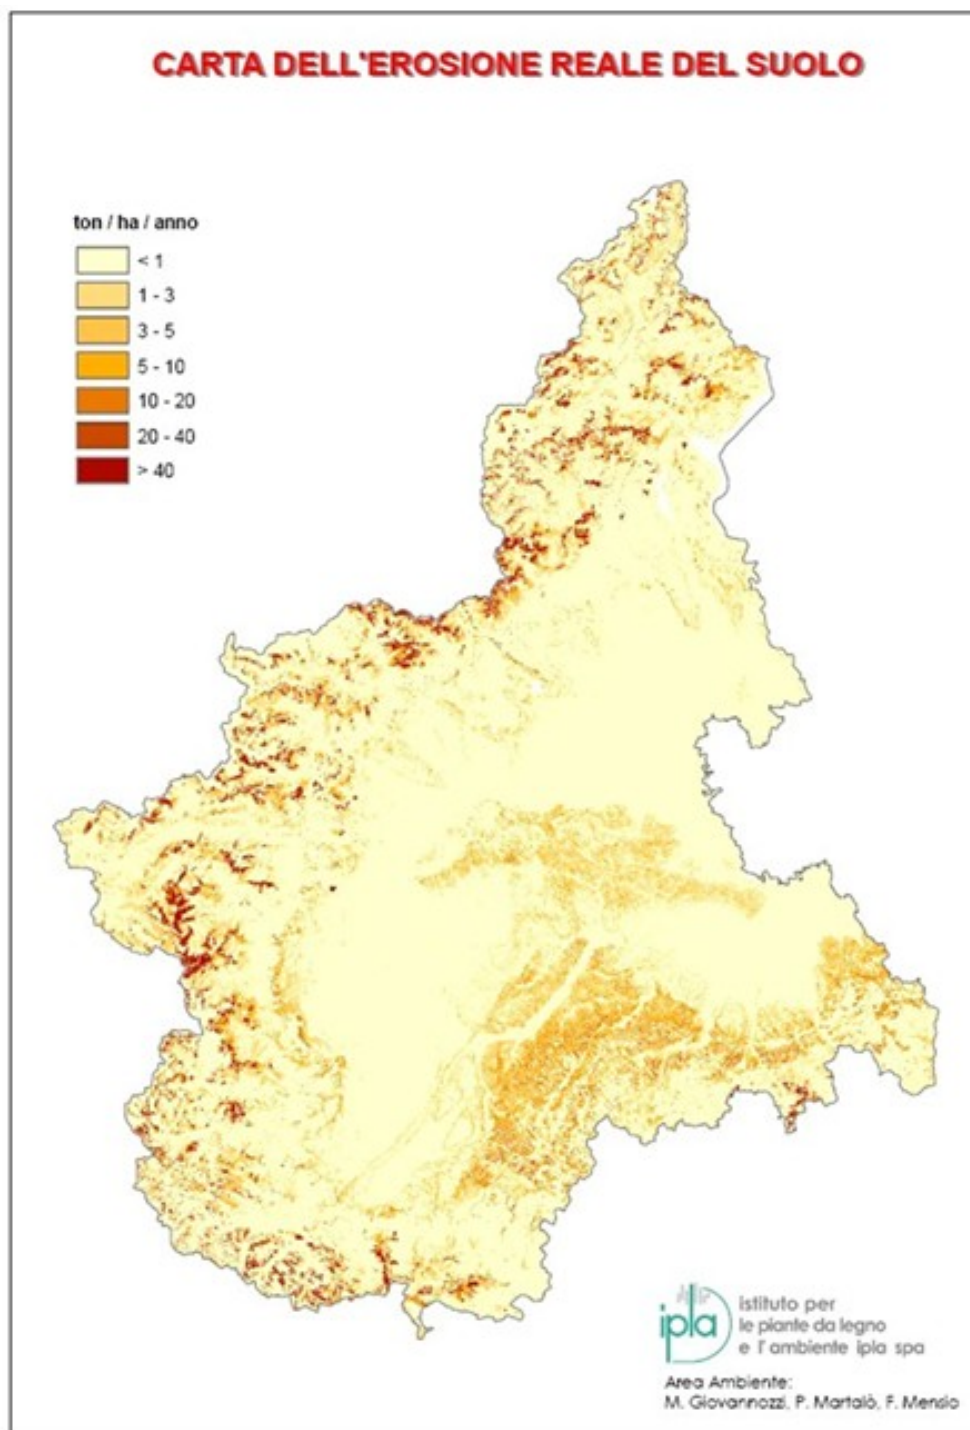 CARTA DELL'EROSIONE REALE DEL SUOLO
ton / ha / anno
< 1
1 - 3
3 - 5
5 - 10
10 - 20
20 - 40
> 40
ipla
istituto per
le piante da legno
e l'ambiente ipla spa
Area Ambiente:
M. Giovannozzi, P. Martalò, F. Mensio